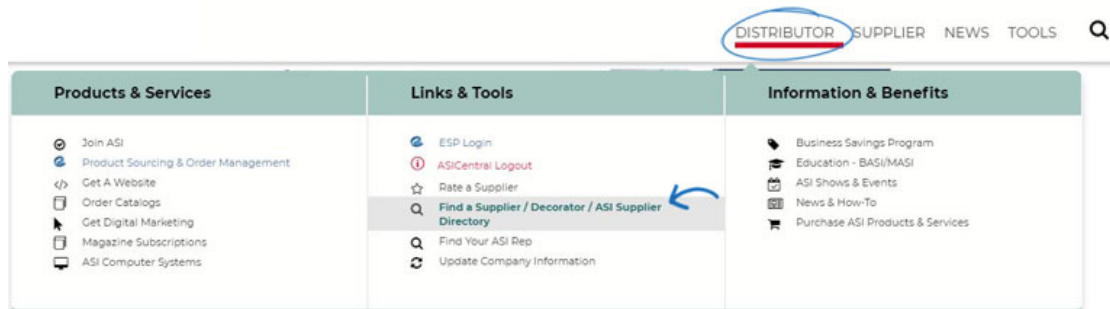 DISTRIBUTOR SUPPLIER NEWS TOOLS
Products & Services
Join ASI
Product Sourcing & Order Management
Get A Website
Order Catalogs
Get Digital Marketing
Magazine Subscriptions
ASI Computer Systems
Links & Tools
ESP Login
ASICentral Logout
Rate a Supplier
Find a Supplier / Decorator / ASI Supplier
Directory
Find Your ASI Rep
Update Company Information
Information & Benefits
Business Savings Program
Education - BASI/MASI
ASI Shows & Events
News & How-To
Purchase ASI Products & Services